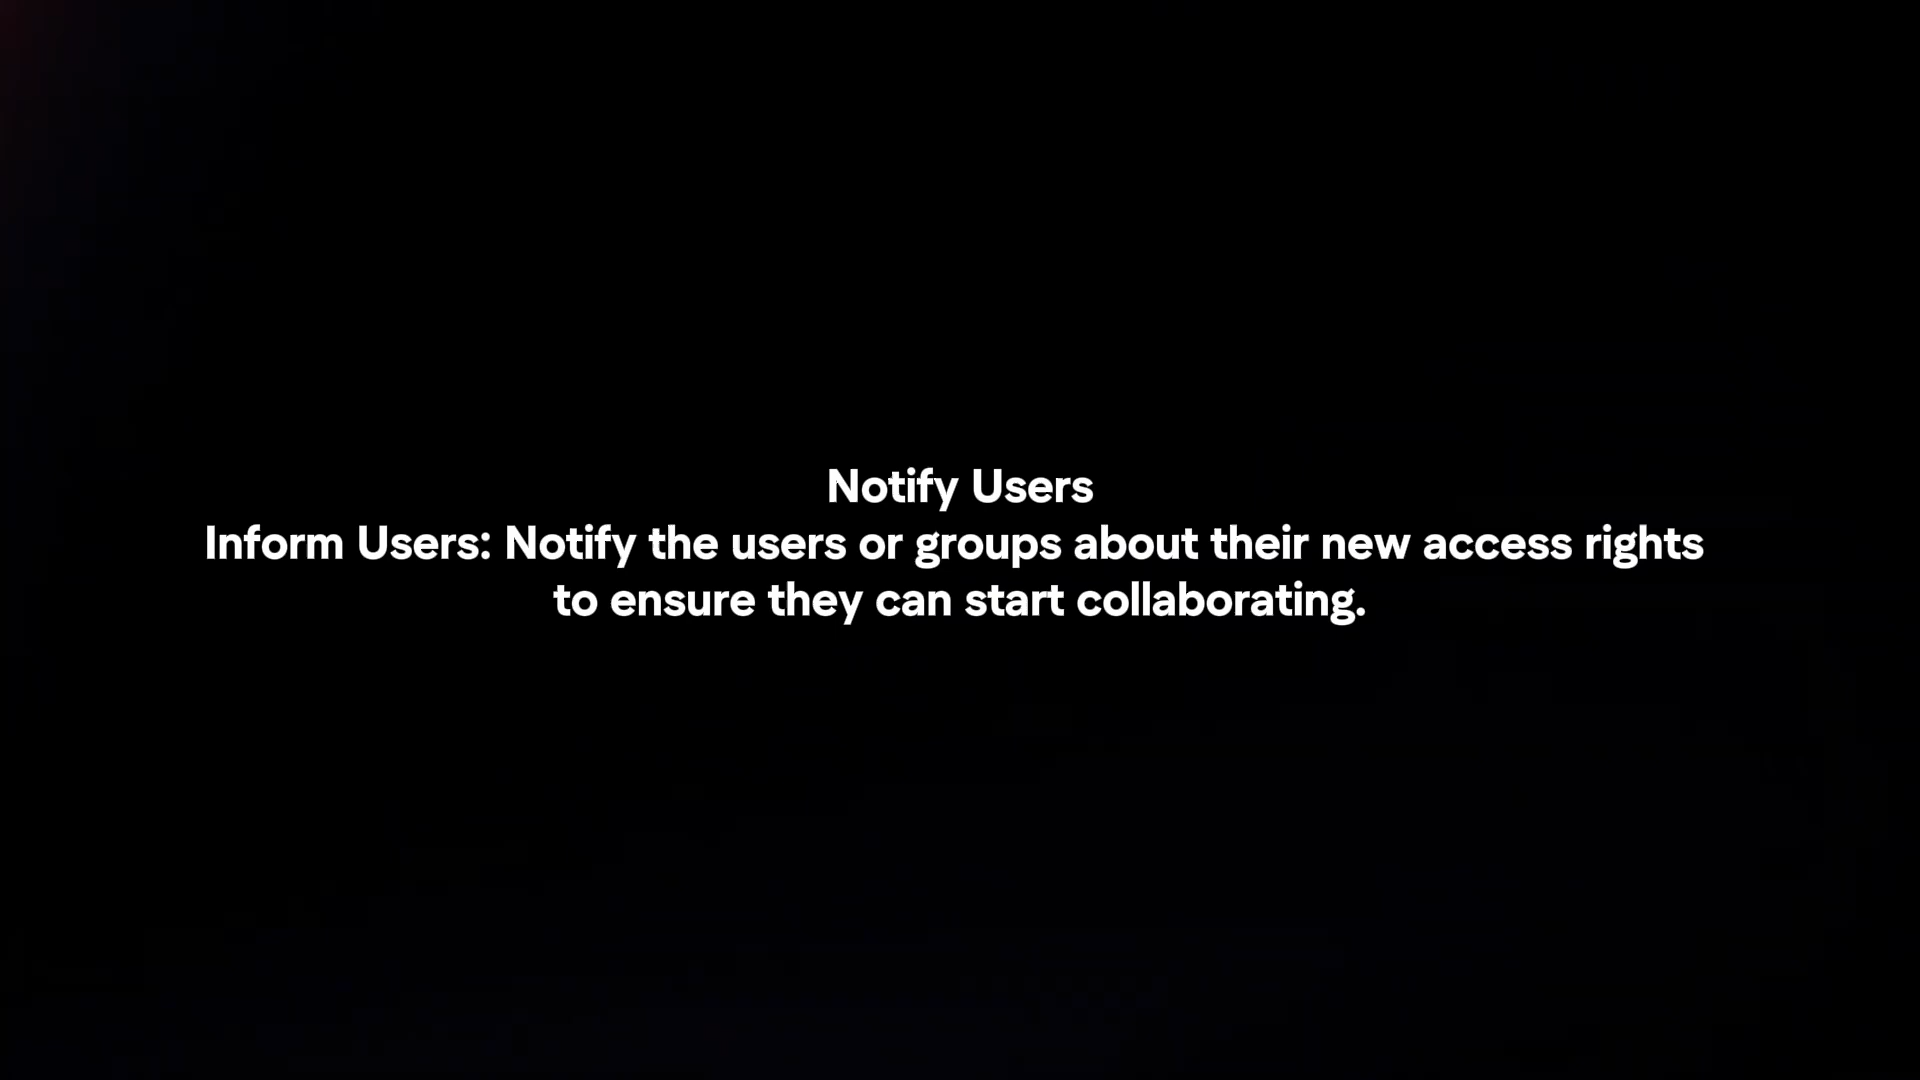 Notify Users
Inform Users: Notify the users or groups about their new access rights
to ensure they can start collaborating.